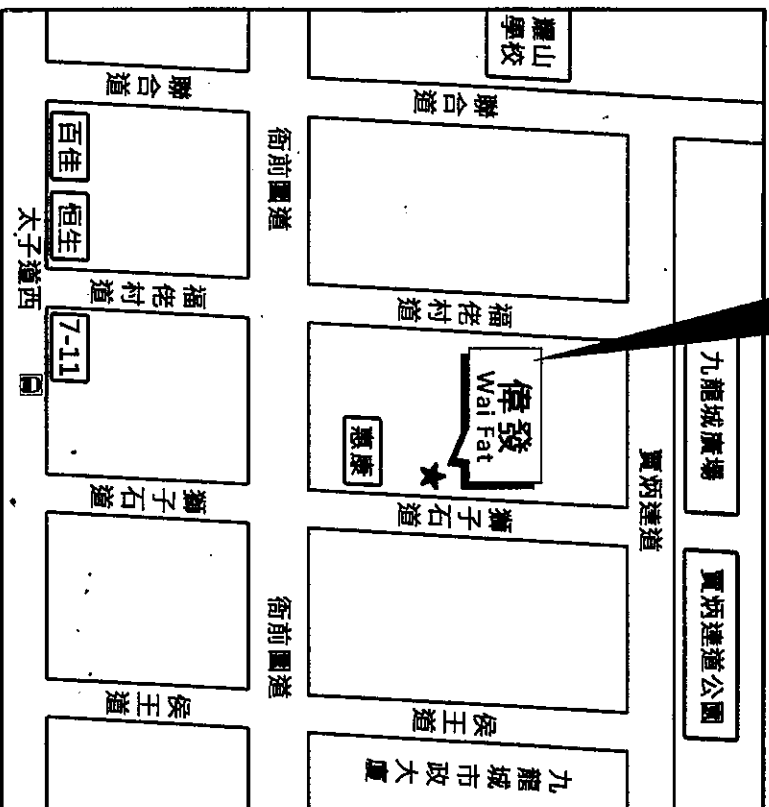 耀山
學校
聯合道
聯合道
百佳
恒生
衙前圍道
太子道西
福佬村道
福佬村道
7-11
偉發
Wai Fat
惠康
九龍城廣場
賈炳達道
獅子石道
獅子石道
賈炳達道公園
衙前圍道
侯王道
侯王道
九龍城市政大廈